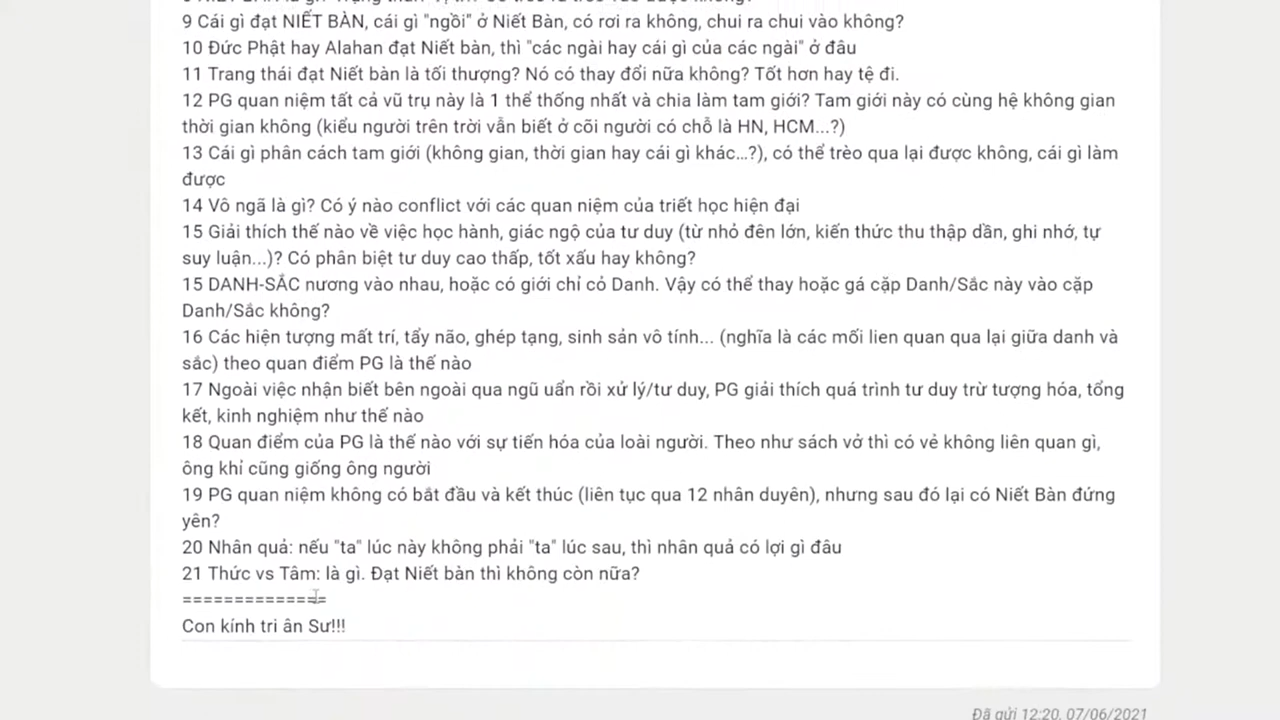 9 Cái gì đạt NIẾT BÀN, cái gì "ngồi" ở Niết Bàn, có rơi ra không, chui ra chui vào không?
10 Đức Phật hay Alahan đạt Niết bàn, thì "các ngài hay cái gì của các ngài" ở đâu
11 Trang thái đạt Niết bàn là tối thượng? Nó có thay đổi nữa không? Tốt hơn hay tệ đi.
12 PG quan niệm tất cả vũ trụ này là 1 thể thống nhất và chia làm tam giới? Tam giới này có cùng hệ không gian
thời gian không (kiểu người trên trời vẫn biết ở cõi người có chỗ là HN, HCM...?)
13 Cái gì phân cách tam giới (không gian, thời gian hay cái gì khác...?), có thể trèo qua lại được không, cái gì làm
được
14 Vô ngã là gì? Có ý nào conflict với các quan niệm của triết học hiện đại
15 Giải thích thế nào về việc học hành, giác ngộ của tư duy (từ nhỏ đên lớn, kiến thức thu thập dần, ghi nhớ, tự
suy luận...)? Có phân biệt tư duy cao thấp, tốt xấu hay không?
15 DANH-SẮC nương vào nhau, hoặc có giới chỉ có Danh. Vậy có thể thay hoặc gá cặp Danh/Sắc này vào cặp
Danh/Sắc không?
16 Các hiện tượng mất trí, tẩy não, ghép tạng, sinh sản vô tính... (nghĩa là các mối lien quan qua lại giữa danh và
sắc) theo quan điểm PG là thế nào
17 Ngoài việc nhận biết bên ngoài qua ngũ uẩn rồi xử lý/tư duy, PG giải thích quá trình tư duy trừ tượng hóa, tổng
kết, kinh nghiệm như thế nào
18 Quan điểm của PG là thế nào với sự tiến hóa của loài người. Theo như sách vở thì có vẻ không liên quan gì,
ông khỉ cũng giống ông người
19 PG quan niệm không có bắt đầu và kết thúc (liên tục qua 12 nhân duyên), nhưng sau đó lại có Niết Bàn đứng
yên?
20 Nhân quả: nếu "ta" lúc này không phải "ta" lúc sau, thì nhân quả có lợi gì đâu
21 Thức vs Tâm: là gì. Đạt Niết bàn thì không còn nữa?
==============
Con kính tri ân Sư!!!
Đã gửi 12:20, 07/06/2021